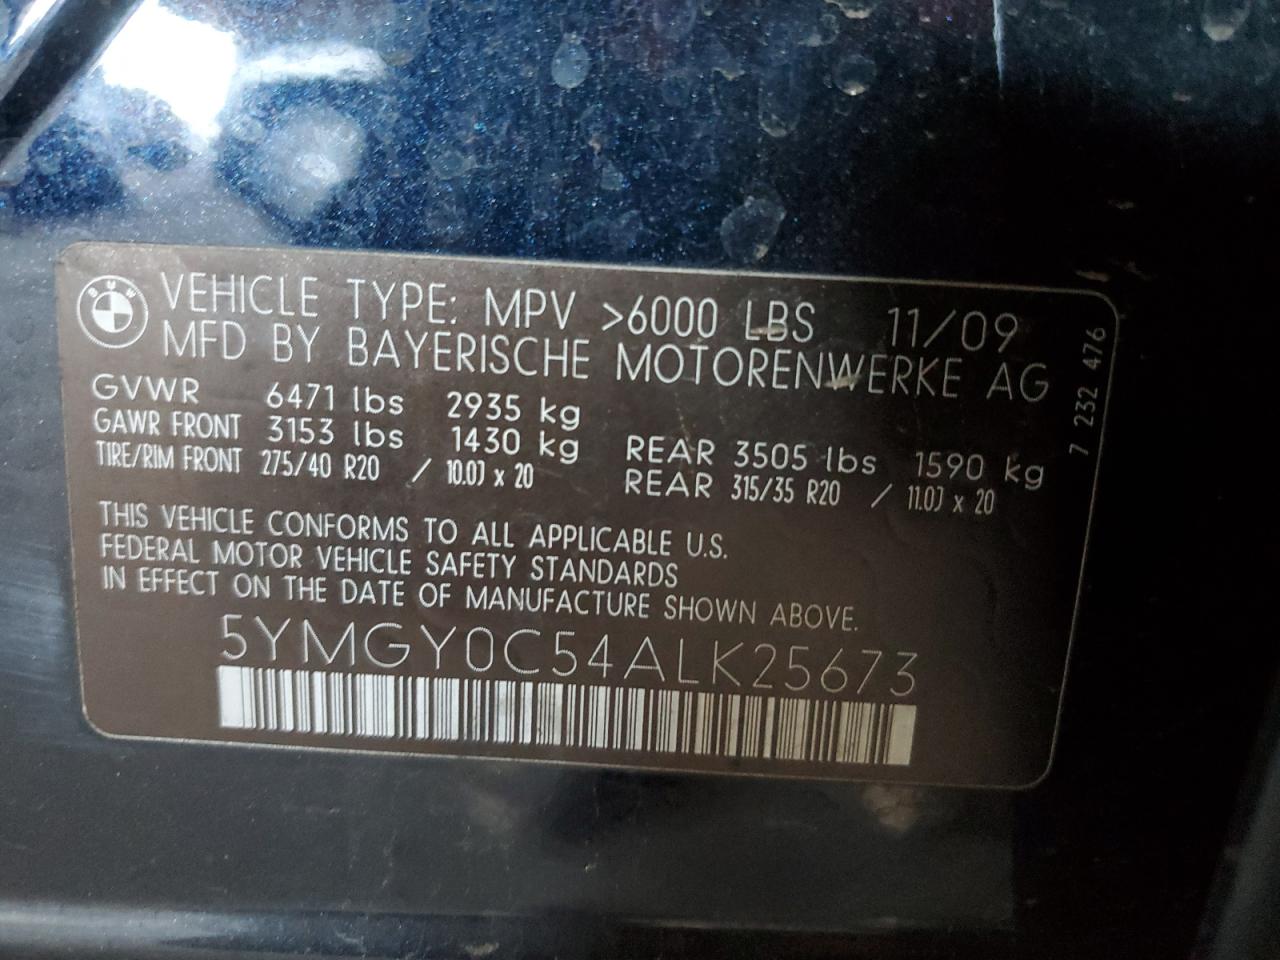 BMW
VEHICLE TYPE: MPV >6000 LBS 11/09
MFD BY BAYERISCHE MOTORENWERKE AG
GVWR 6471 lbs 2935 kg
GAWR FRONT 3153 lbs 1430 kg REAR 3505 lbs 1590 kg
TIRE/RIM FRONT 275/40 R20 / 10.0J x 20 REAR 315/35 R20 / 11.0J x 20
THIS VEHICLE CONFORMS TO ALL APPLICABLE U.S.
FEDERAL MOTOR VEHICLE SAFETY STANDARDS
IN EFFECT ON THE DATE OF MANUFACTURE SHOWN ABOVE.
5YMGY0C54ALK25673
7 232 476